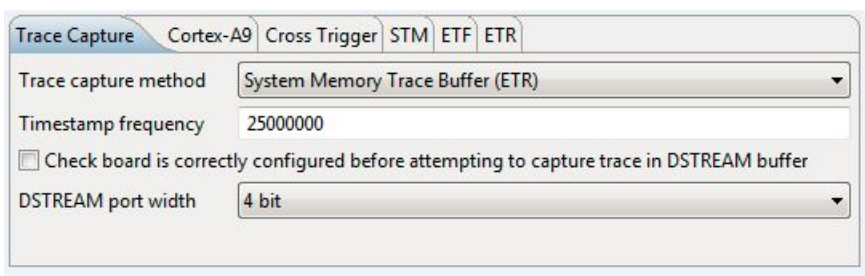 Trace Capture Cortex-A9 Cross Trigger STM ETF ETR
Trace capture method System Memory Trace Buffer (ETR)
Timestamp frequency 25000000
Check board is correctly configured before attempting to capture trace in DSTREAM buffer
DSTREAM port width 4 bit